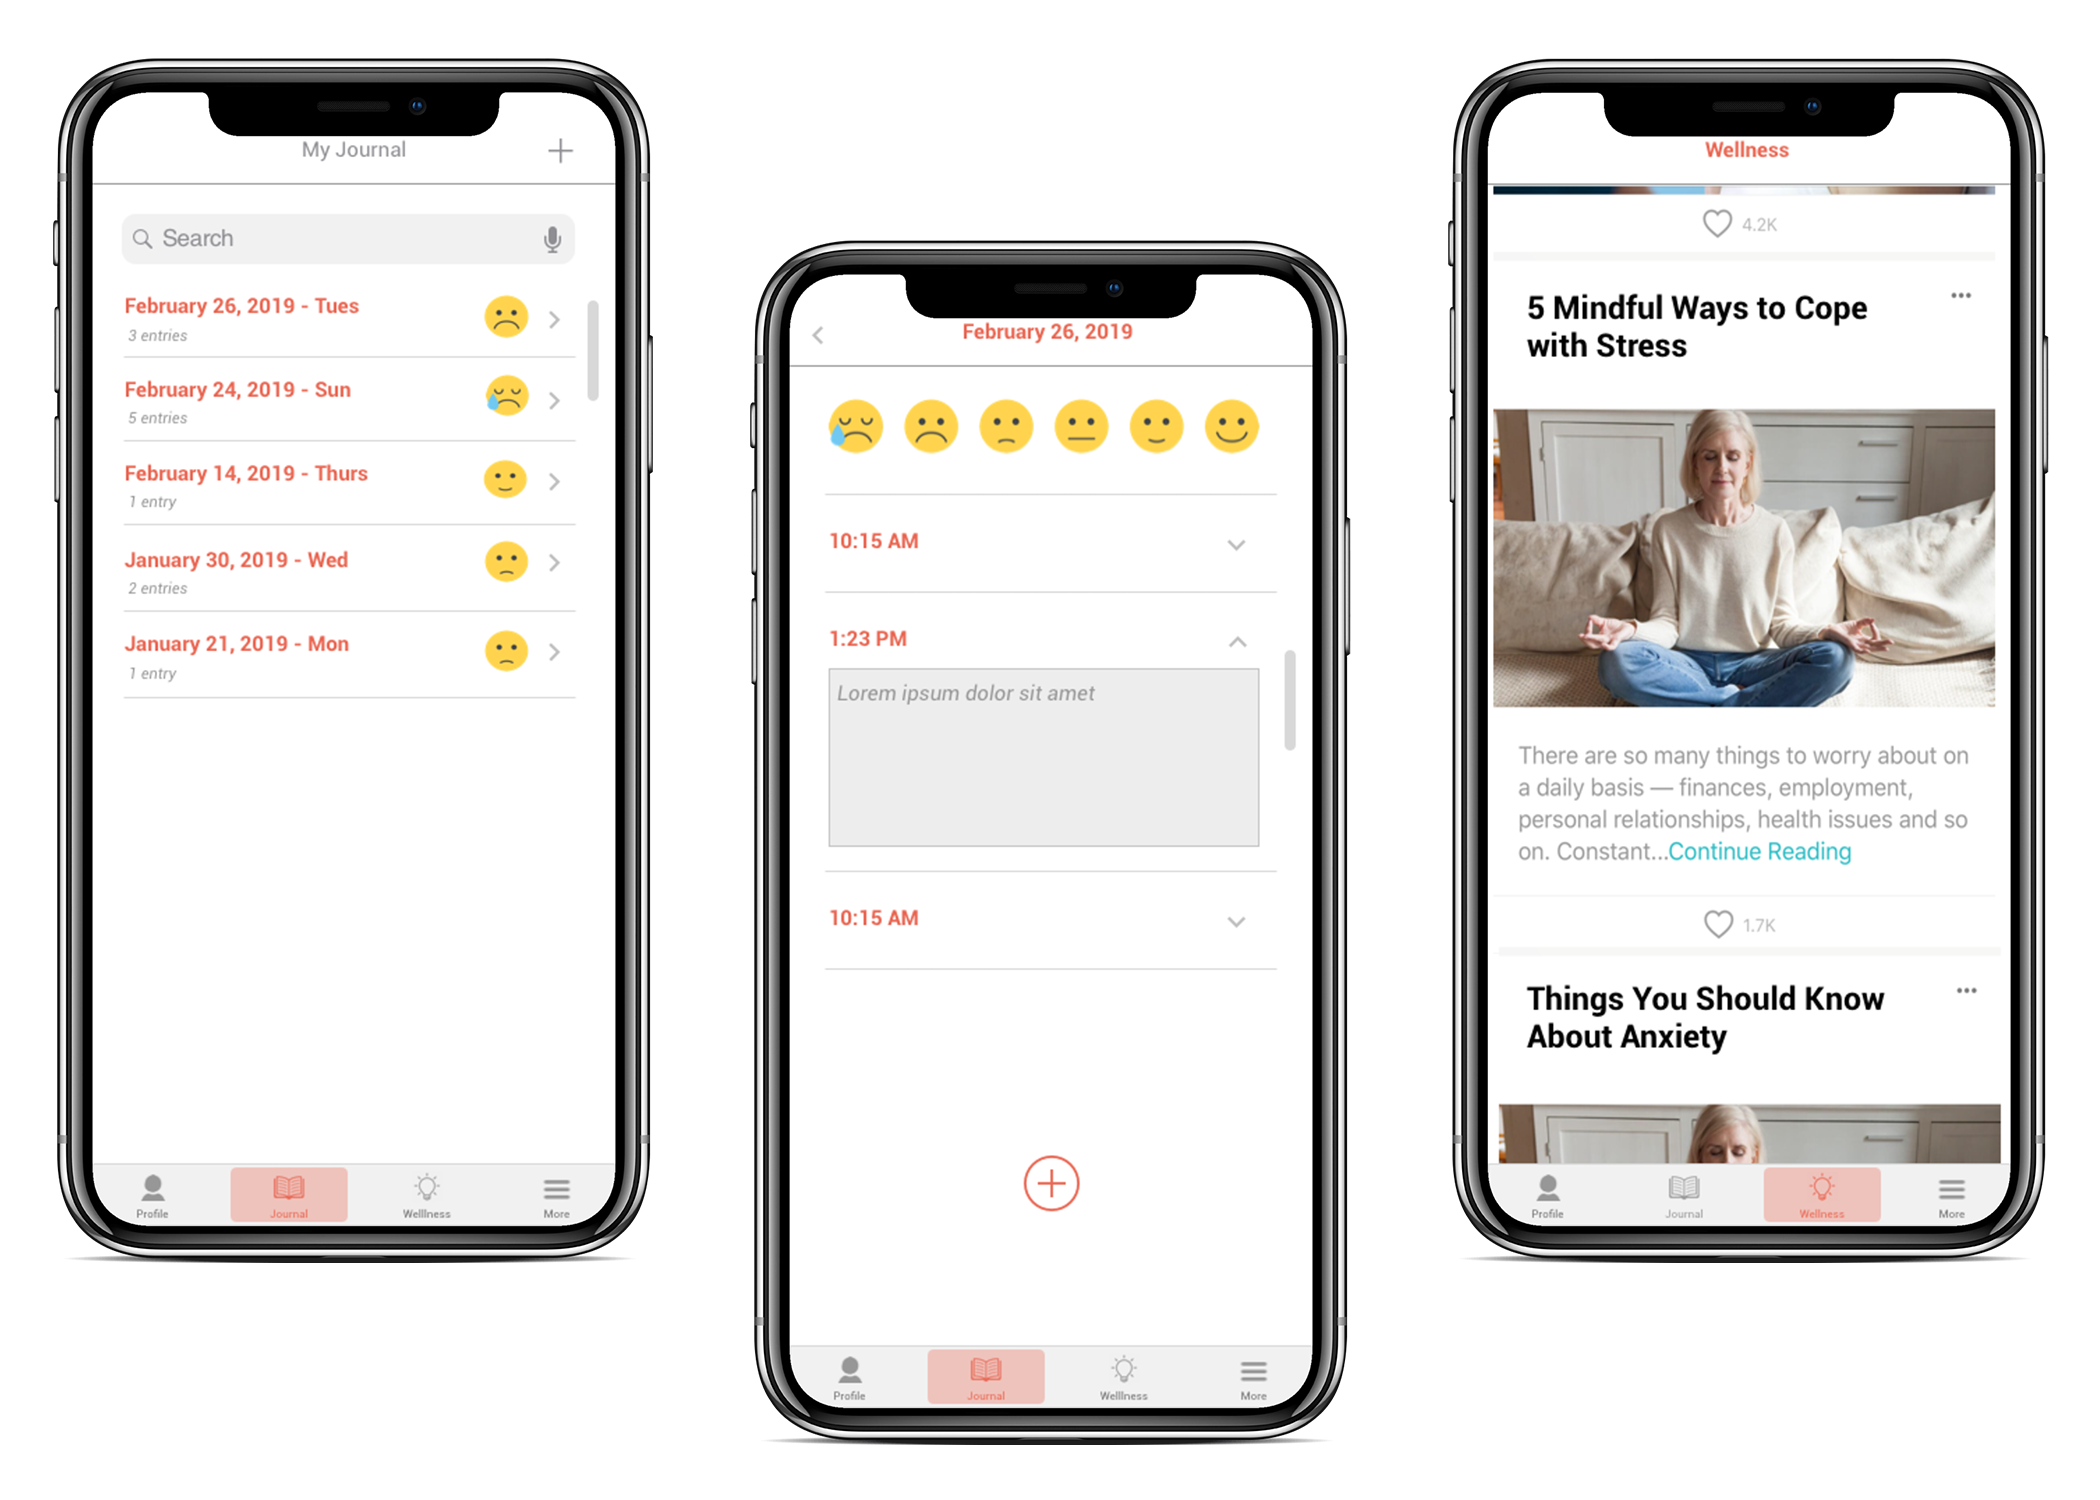 My Journal
Search
February 26, 2019 - Tues
3 entries
February 24, 2019 - Sun
5 entries
February 14, 2019 - Thurs
1 entry
January 30, 2019 - Wed
2 entries
January 21, 2019 - Mon
1 entry
Profile
Journal
Welllness
More
February 26, 2019
10:15 AM
1:23 PM
Lorem ipsum dolor sit amet
10:15 AM
Profile
Journal
Welllness
More
Wellness
4.2K
5 Mindful Ways to Cope
with Stress
There are so many things to worry about on
a daily basis — finances, employment,
personal relationships, health issues and so
on. Constant...Continue Reading
1.7K
Things You Should Know
About Anxiety
Profile
Journal
Wellness
More